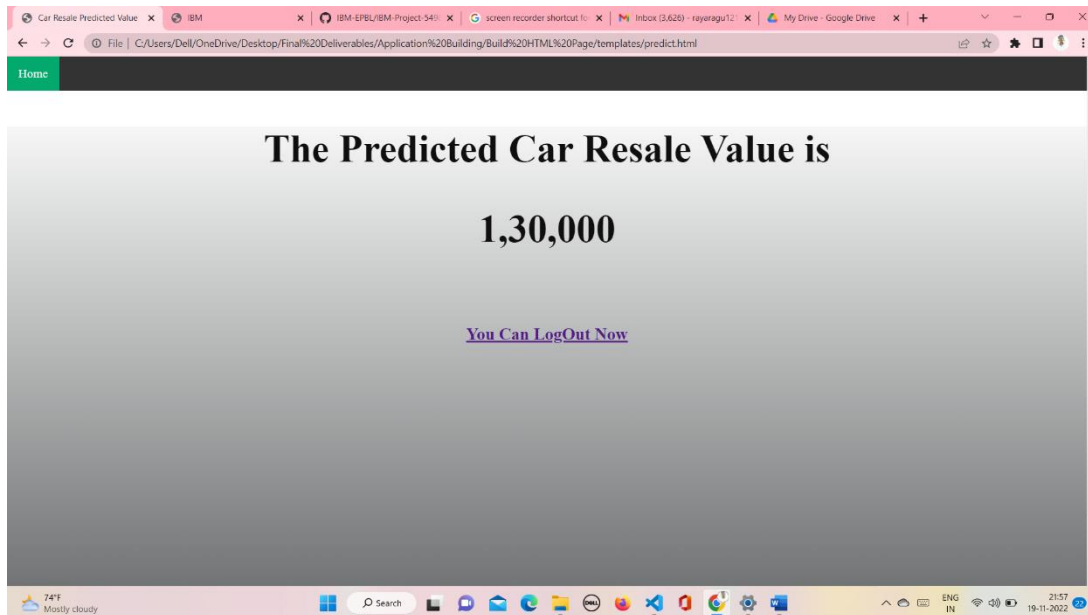 Car Resale Predicted Value
IBM
IBM-EPBL/IBM-Project-549
screen recorder shortcut fo
Inbox (3,626) - rayaragu12
My Drive - Google Drive
File | C:/Users/Dell/OneDrive/Desktop/Final%20Deliverables/Application%20Building/Build%20HTML%20Page/templates/predict.html
Home
The Predicted Car Resale Value is
1,30,000
You Can LogOut Now
74°F
Mostly cloudy
Search
ENG
IN
21:57
19-11-2022